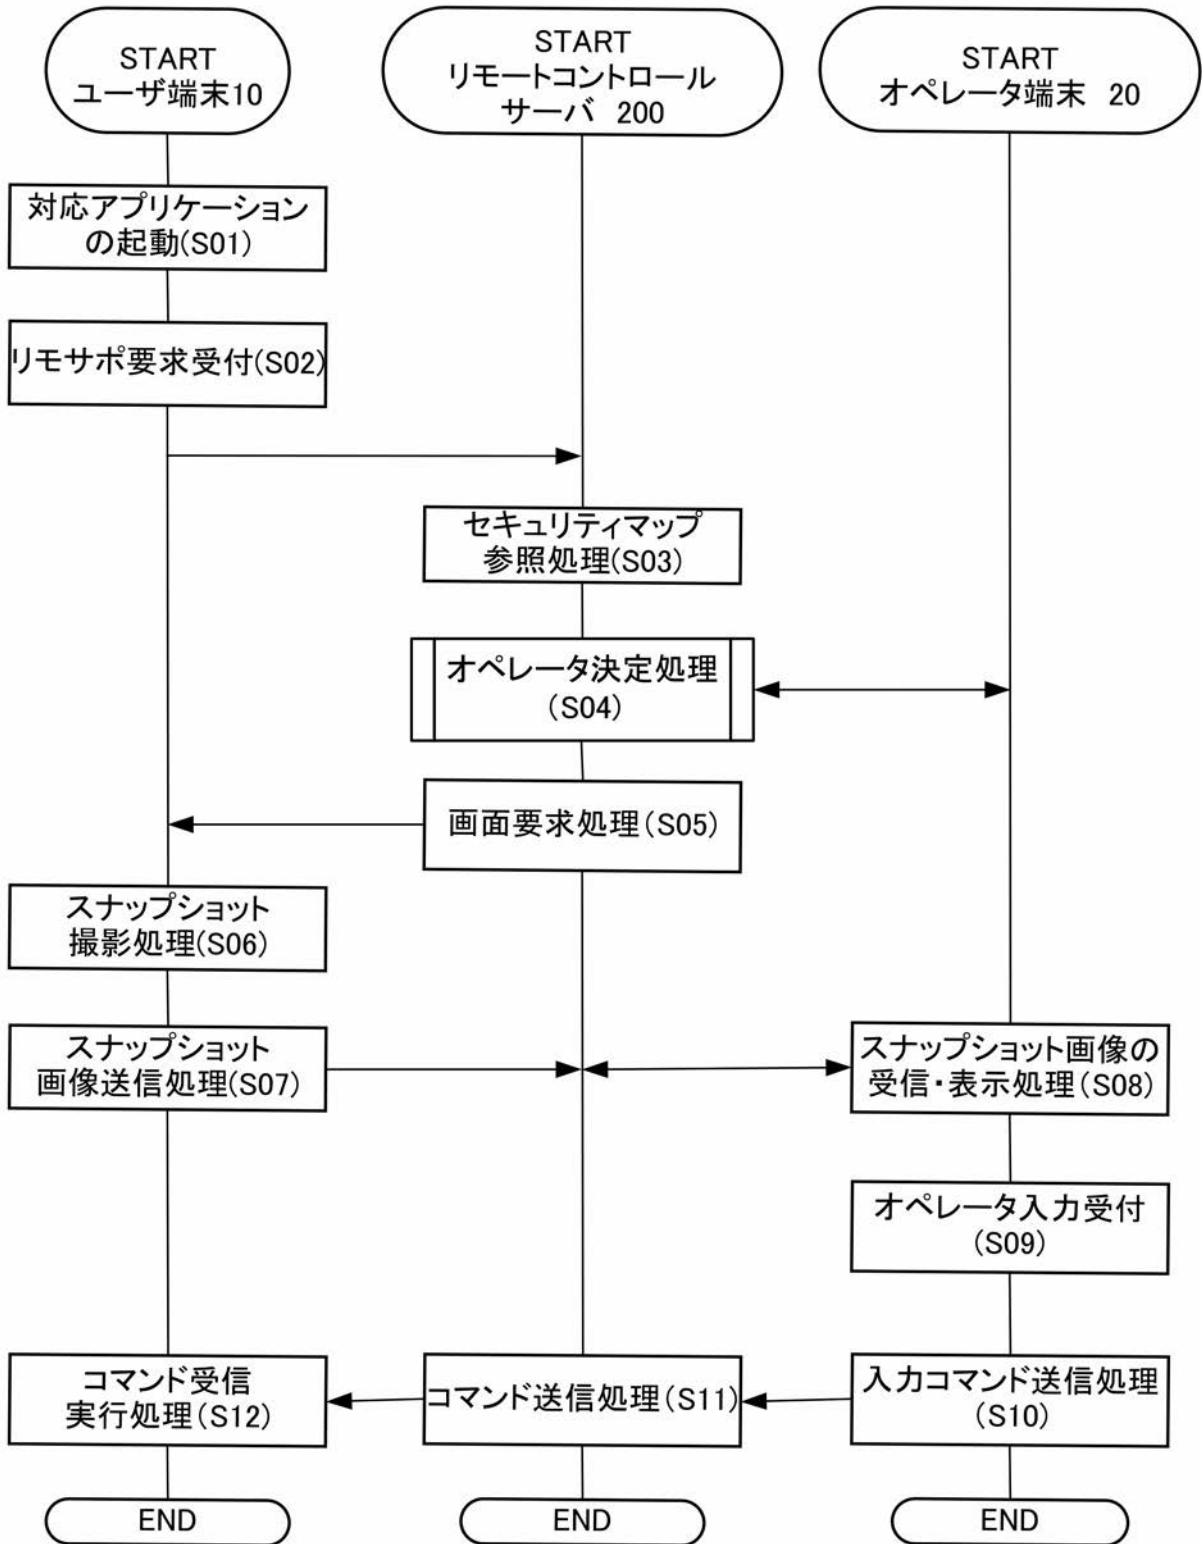 START
ユーザ端末10
START
リモートコントロール
サーバ 200
START
オペレータ端末 20
対応アプリケーション
の起動(S01)
リモサポ要求受付(S02)
セキュリティマップ
参照処理(S03)
オペレータ決定処理
(S04)
画面要求処理(S05)
スナップショット
撮影処理(S06)
スナップショット
画像送信処理(S07)
スナップショット画像の
受信・表示処理(S08)
オペレータ入力受付
(S09)
コマンド受信
実行処理(S12)
コマンド送信処理(S11)
入力コマンド送信処理
(S10)
END
END
END